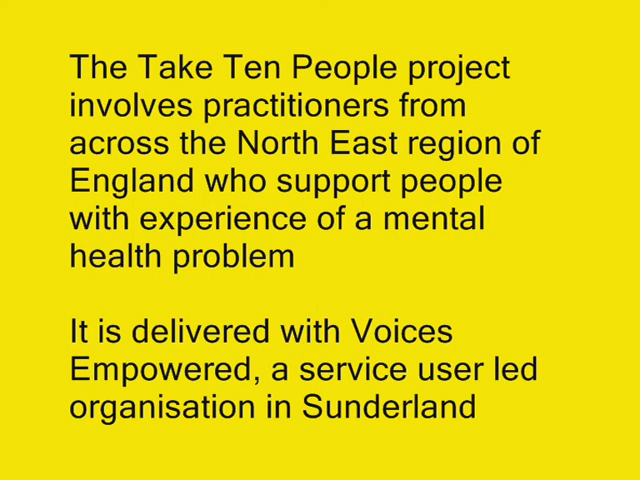 The Take Ten People project
involves practitioners from
across the North East region of
England who support people
with experience of a mental
health problem
It is delivered with Voices
Empowered, a service user led
organisation in Sunderland